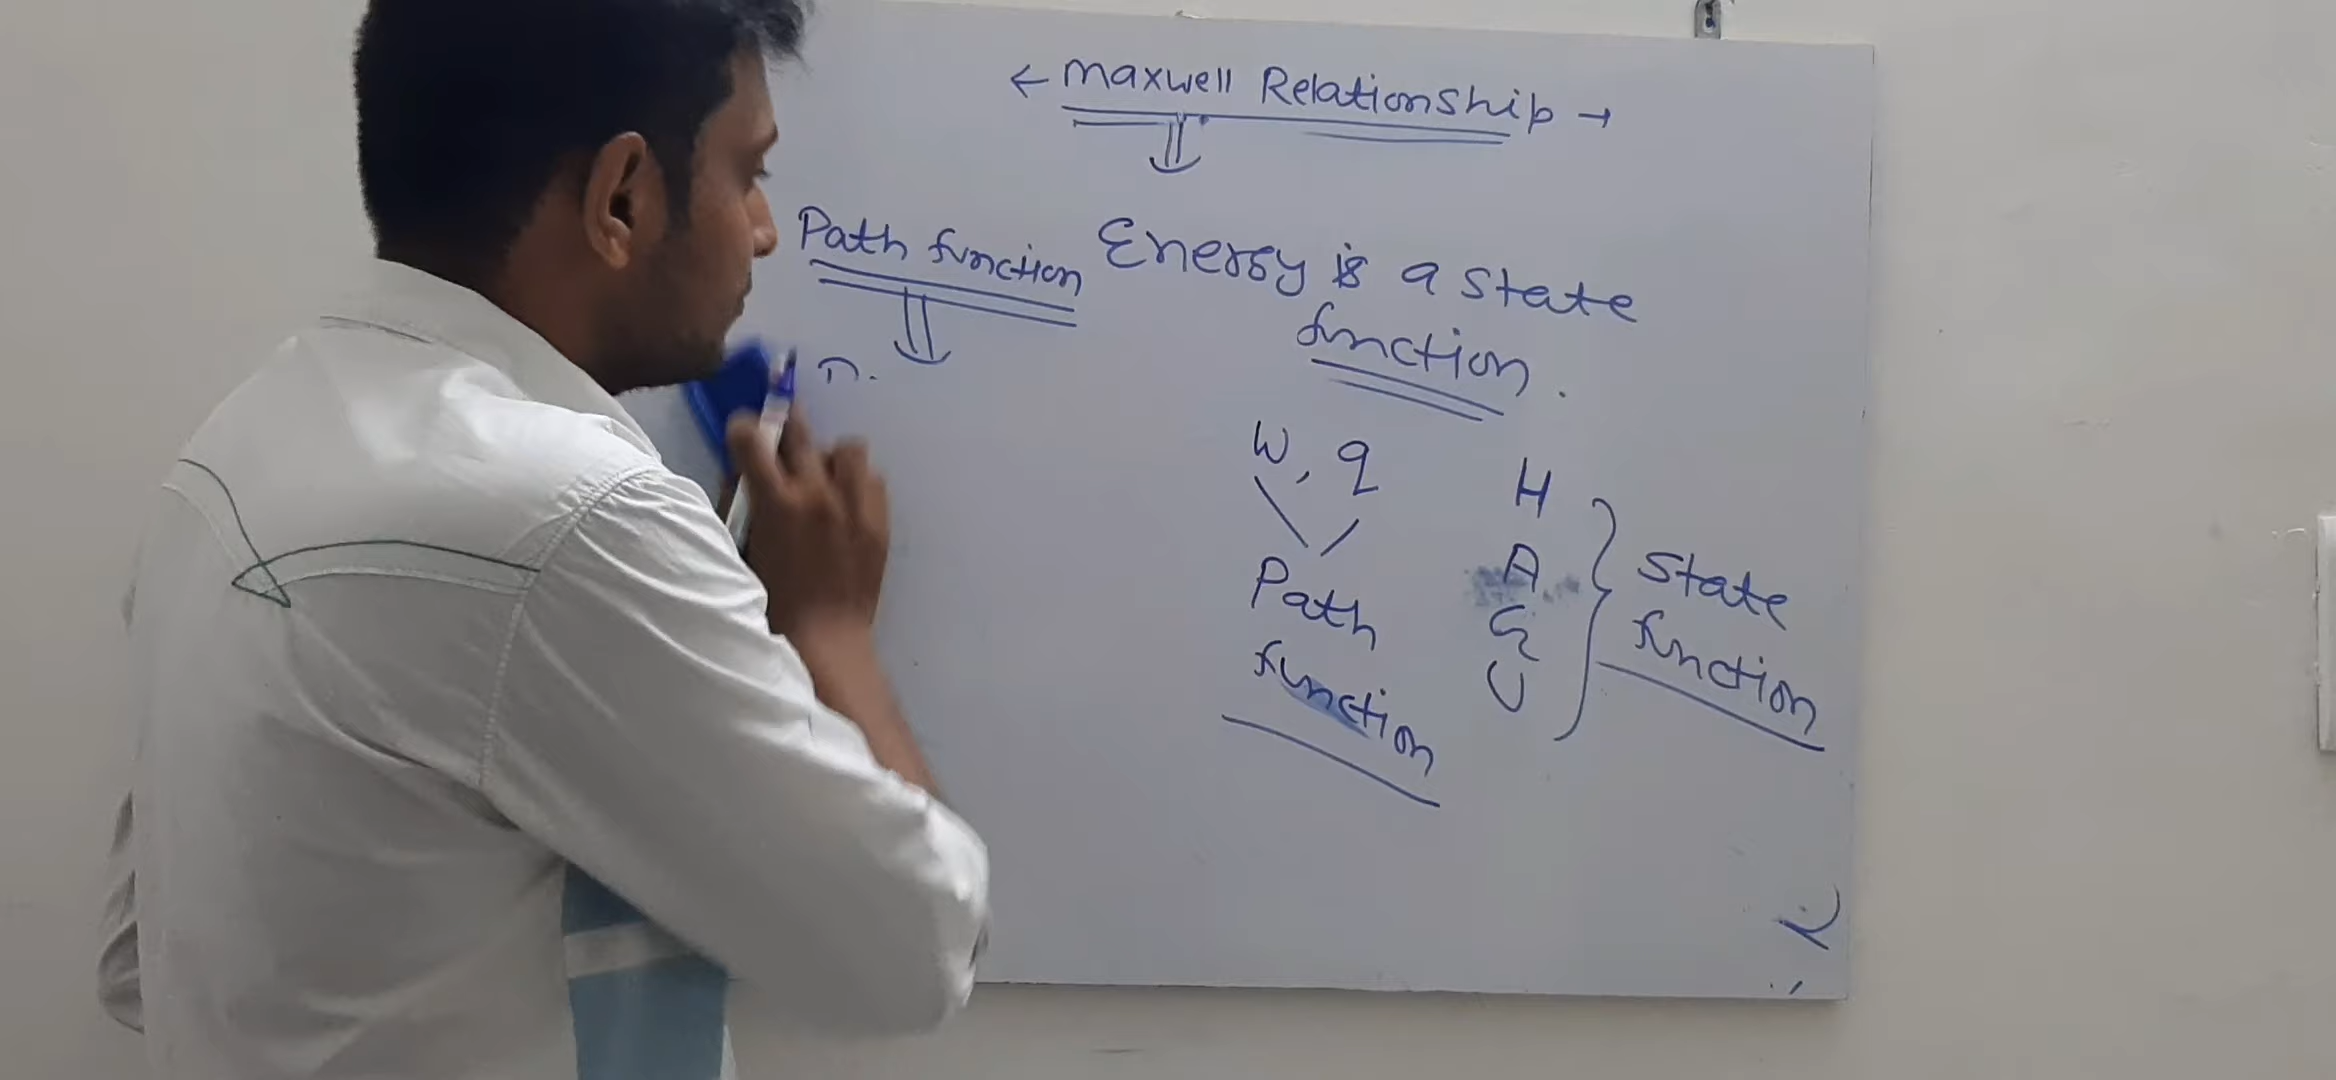 ← Maxwell Relationship →
Path function
Energy is a state
function.
W, q
Path
function
H
A
G
U
State
function